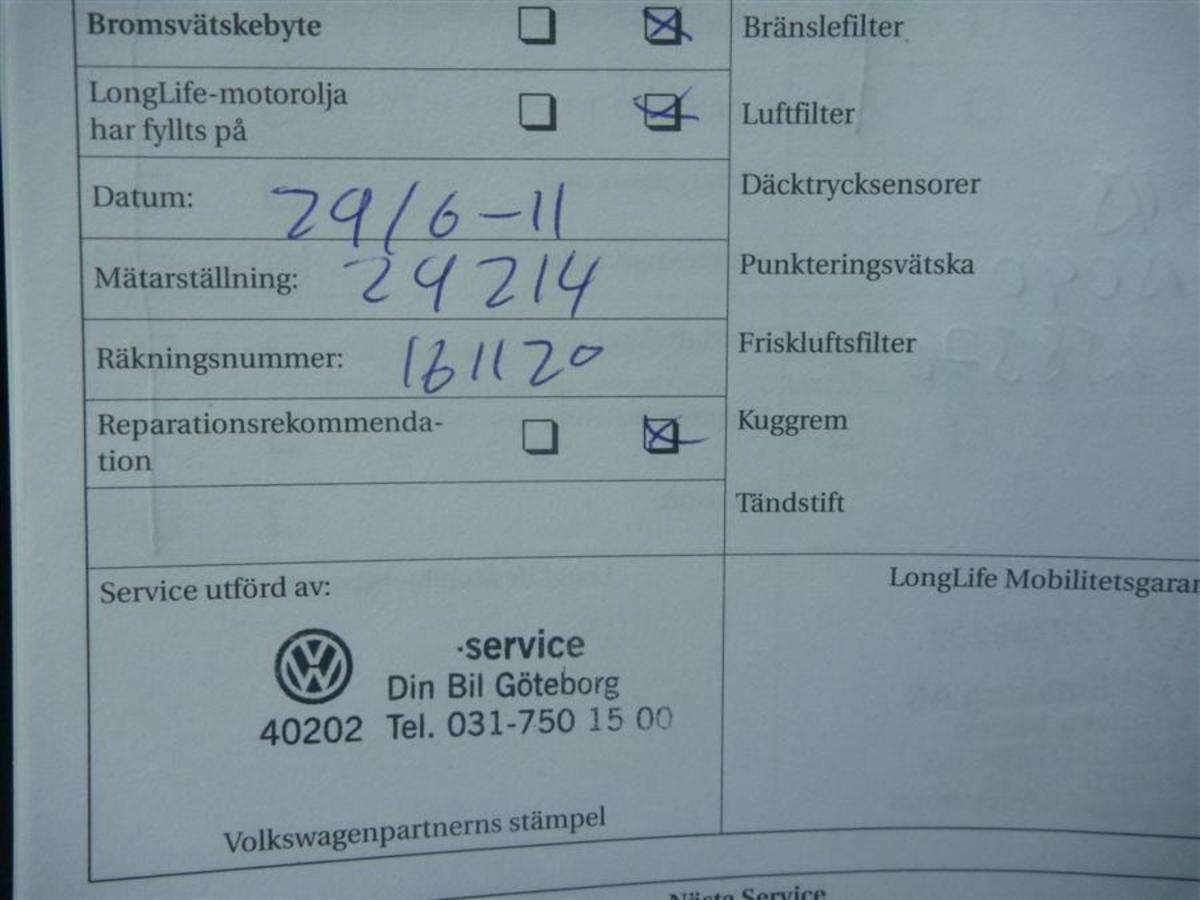 Bromsvätskebyte
LongLife-motorolja
har fyllts på
Datum: 29/6-11
Mätarställning: 29214
Räkningsnummer: 161120
Reparationsrekommenda-
tion
Service utförd av:
·service
Din Bil Göteborg
40202 Tel. 031-750 15 00
Volkswagenpartnerns stämpel
Bränslefilter
Luftfilter
Däcktrycksensorer
Punkteringsvätska
Friskluftsfilter
Kuggrem
Tändstift
LongLife Mobilitetsgaran
Nästa Service